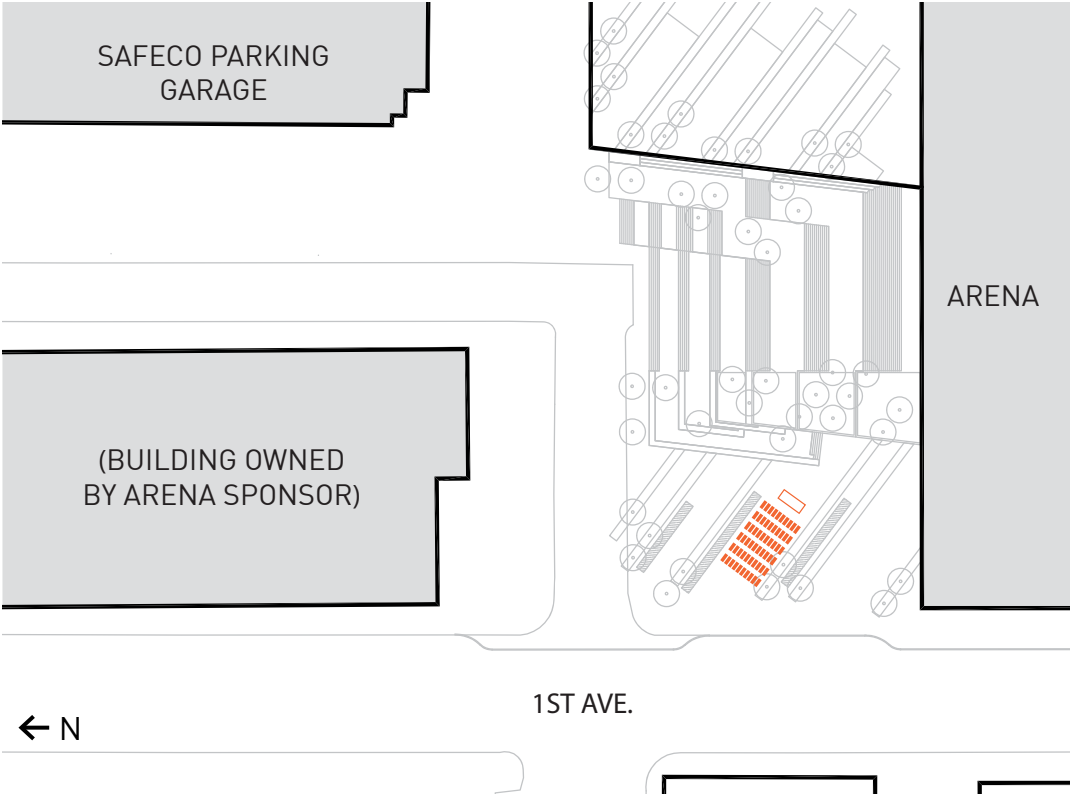 SAFECO PARKING
GARAGE
ARENA
(BUILDING OWNED
BY ARENA SPONSOR)
1ST AVE.
N